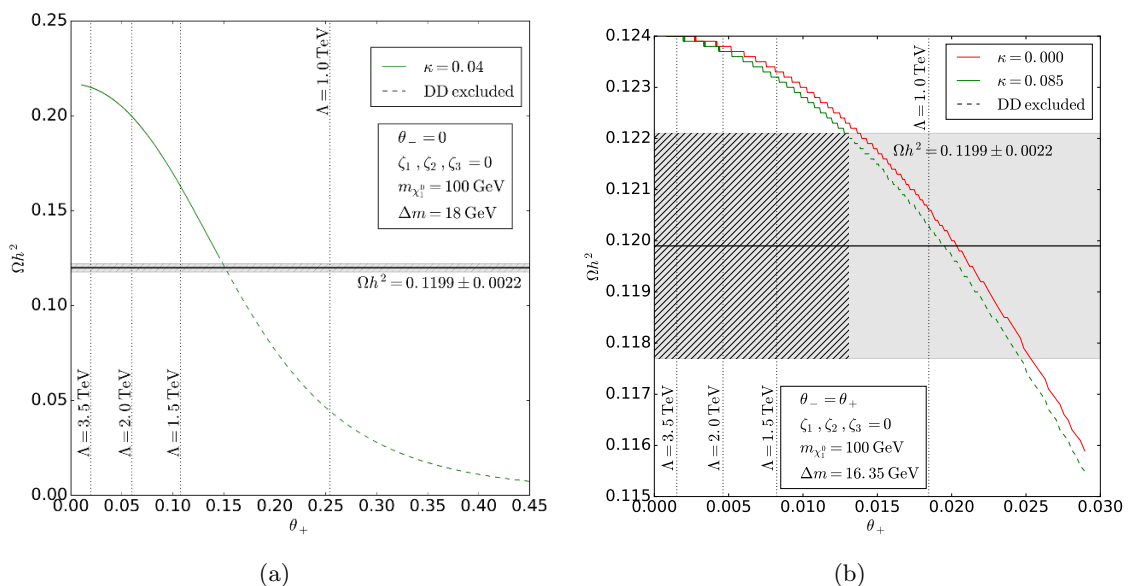 0.25
0.20
0.15
0.10
0.05
0.00
Ωh²
0.00 0.05 0.10 0.15 0.20 0.25 0.30 0.35 0.40 0.45
θ₊
Λ = 3.5 TeV
Λ = 2.0 TeV
Λ = 1.5 TeV
Λ = 1.0 TeV
κ = 0.04
DD excluded
θ₋ = 0
ζ₁ , ζ₂ , ζ₃ = 0
m_{χ₁⁰} = 100 GeV
Δm = 18 GeV
Ωh² = 0.1199 ± 0.0022
(a)
0.124
0.123
0.122
0.121
0.120
0.119
0.118
0.117
0.116
0.115
Ωh²
0.000 0.005 0.010 0.015 0.020 0.025 0.030
θ₊
Λ = 3.5 TeV
Λ = 2.0 TeV
Λ = 1.5 TeV
Λ = 1.0 TeV
κ = 0.000
κ = 0.085
DD excluded
Ωh² = 0.1199 ± 0.0022
θ₋ = θ₊
ζ₁ , ζ₂ , ζ₃ = 0
m_{χ₁⁰} = 100 GeV
Δm = 16.35 GeV
(b)